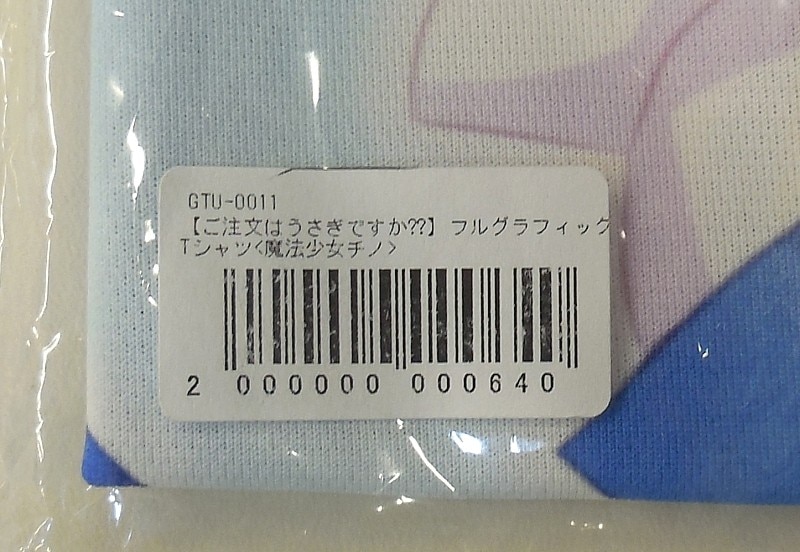 GTU-0011
【ご注文はうさぎですか??】フルグラフィック
Tシャツ<魔法少女チノ>
2 000000 000640